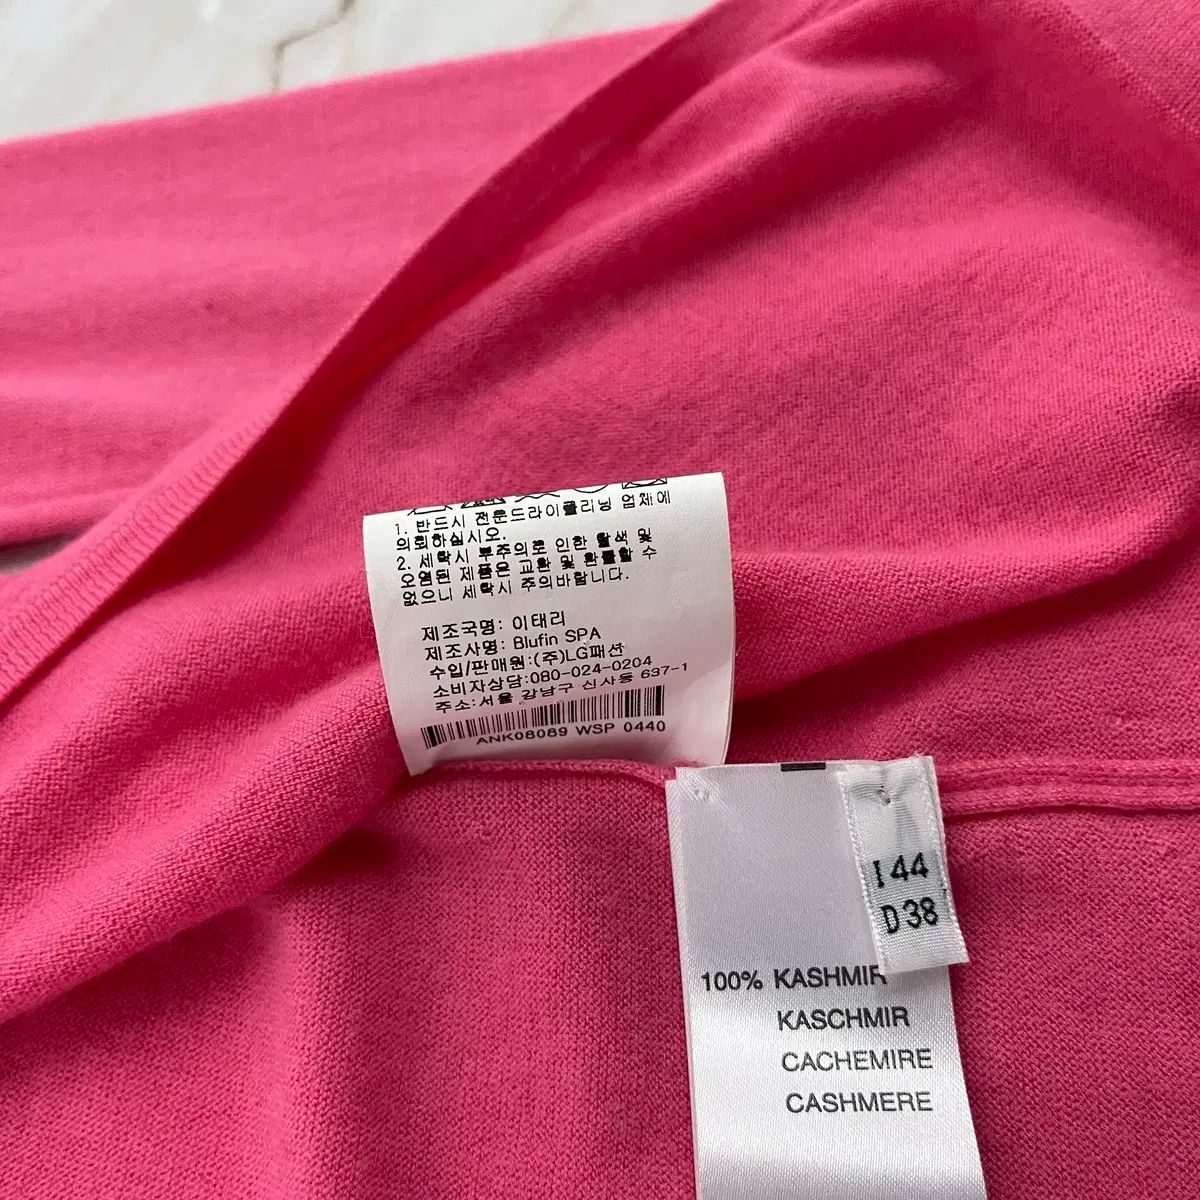 1. 반드시 전문드라이클리닝 업체에
의뢰하십시오.
2. 세탁시 부주의로 인한 탈색 및
오염된 제품은 교환 및 환불할 수
없으니 세탁시 주의바랍니다.
제조국명: 이태리
제조사명: Blufin SPA
수입/판매원:(주)LG패션
소비자상담:080-024-0204
주소:서울 강남구 신사동 637-1
ANK08089 WSP 0440
I 44
D 38
100% KASHMIR
KASCHMIR
CACHEMIRE
CASHMERE